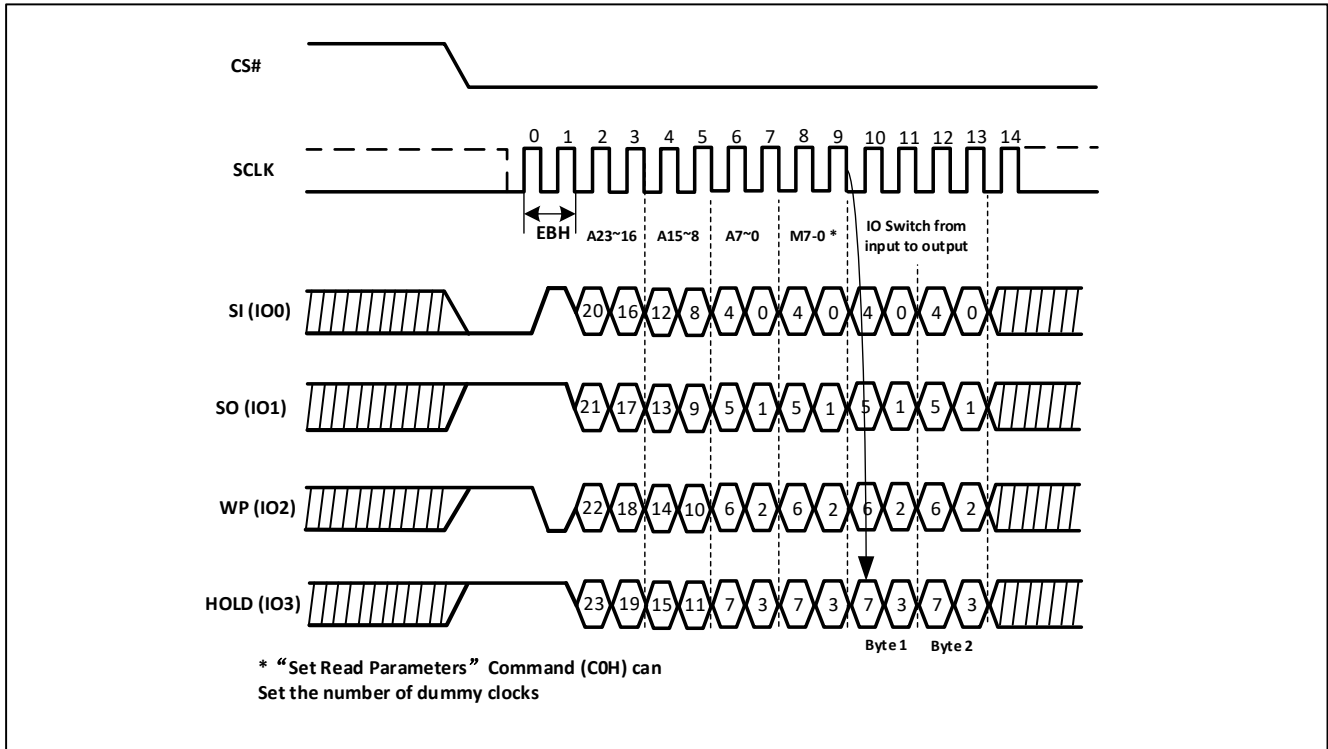 CS#
0 1 2 3 4 5 6 7 8 9 10 11 12 13 14
SCLK
EBH A23~16 A15~8 A7~0 M7-0 * IO Switch from
input to output
SI (IO0) 20 16 12 8 4 0 4 0 4 0 4 0
SO (IO1) 21 17 13 9 5 1 5 1 5 1 5 1
WP (IO2) 22 18 14 10 6 2 6 2 6 2 6 2
HOLD (IO3) 23 19 15 11 7 3 7 3 7 3 7 3
Byte 1 Byte 2
* “Set Read Parameters” Command (C0H) can
Set the number of dummy clocks